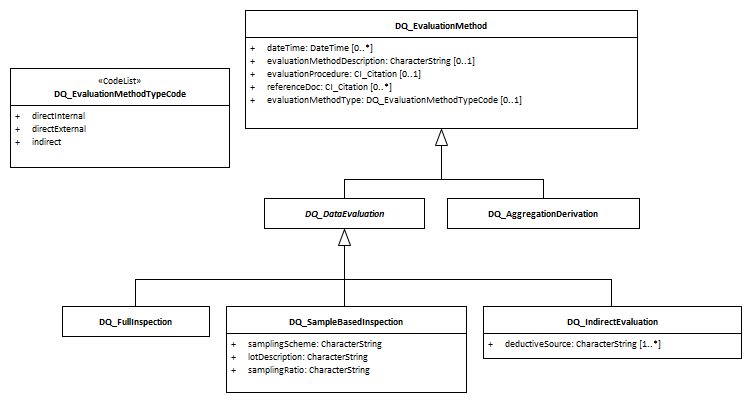 DQ_EvaluationMethod
+ dateTime: DateTime [0..*]
+ evaluationMethodDescription: CharacterString [0..1]
+ evaluationProcedure: CI_Citation [0..1]
+ referenceDoc: CI_Citation [0..*]
+ evaluationMethodType: DQ_EvaluationMethodTypeCode [0..1]
«CodeList»
DQ_EvaluationMethodTypeCode
+ directInternal
+ directExternal
+ indirect
DQ_DataEvaluation
DQ_AggregationDerivation
DQ_FullInspection
DQ_SampleBasedInspection
+ samplingScheme: CharacterString
+ lotDescription: CharacterString
+ samplingRatio: CharacterString
DQ_IndirectEvaluation
+ deductiveSource: CharacterString [1..*]